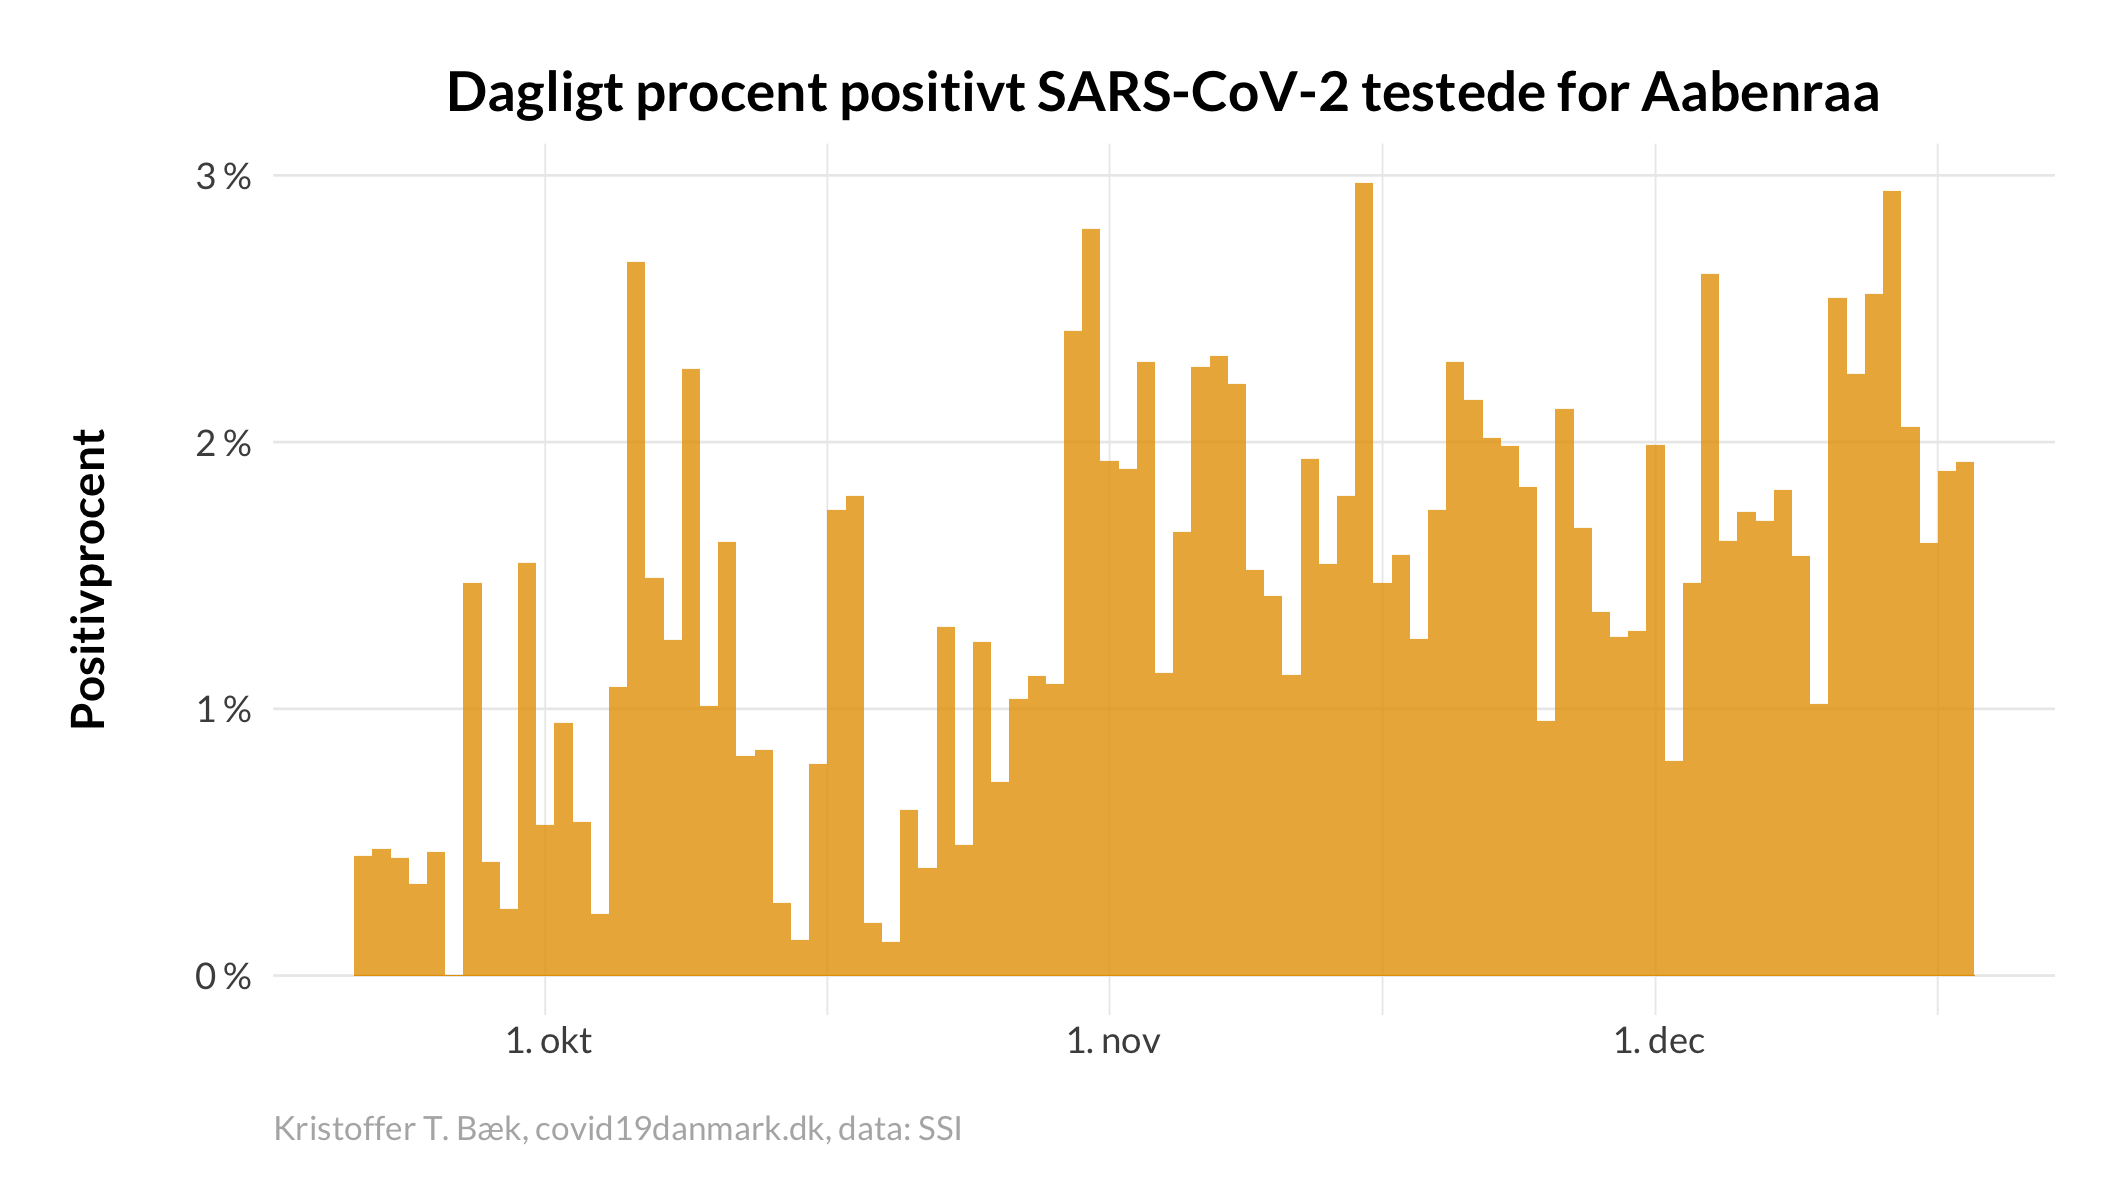 Dagligt procent positivt SARS-CoV-2 testede for Aabenraa
Positivprocent
3 %
2 %
1 %
0 %
1. okt
1. nov
1. dec
Kristoffer T. Bæk, covid19danmark.dk, data: SSI